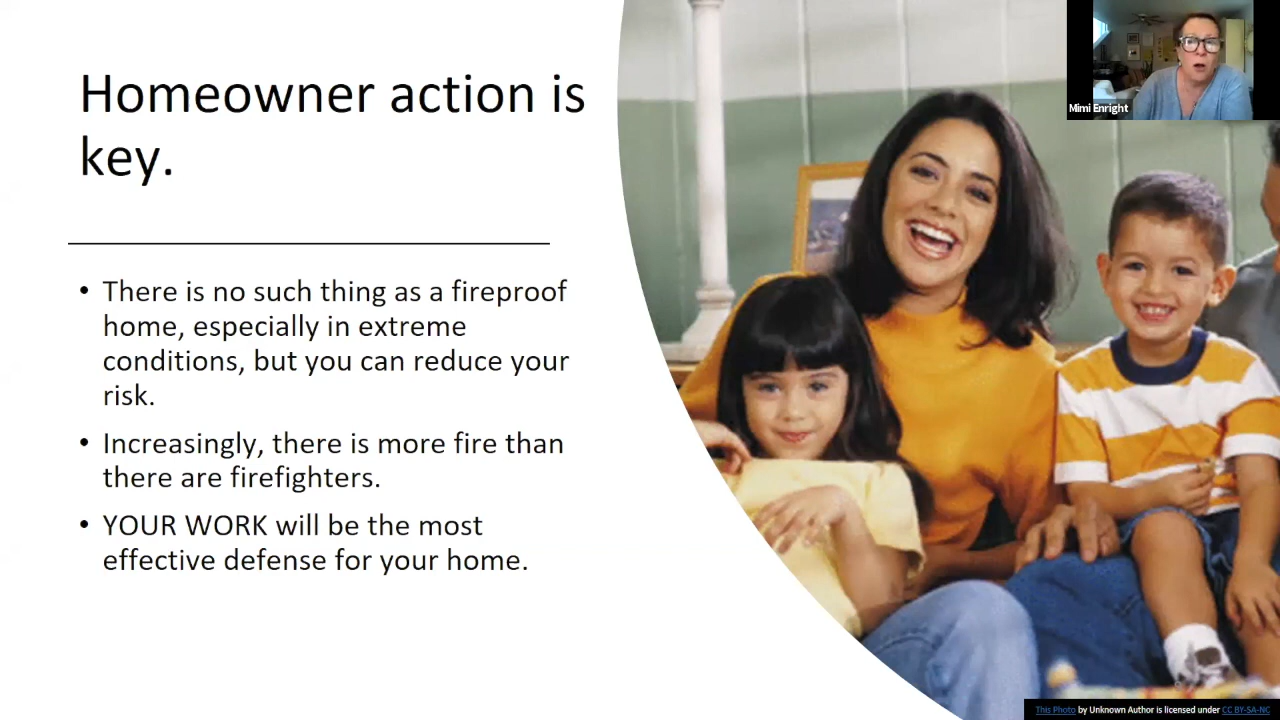 Homeowner action is
key.
• There is no such thing as a fireproof
home, especially in extreme
conditions, but you can reduce your
risk.
• Increasingly, there is more fire than
there are firefighters.
• YOUR WORK will be the most
effective defense for your home.
Mimi Enright
This Photo by Unknown Author is licensed under CC BY-SA-NC